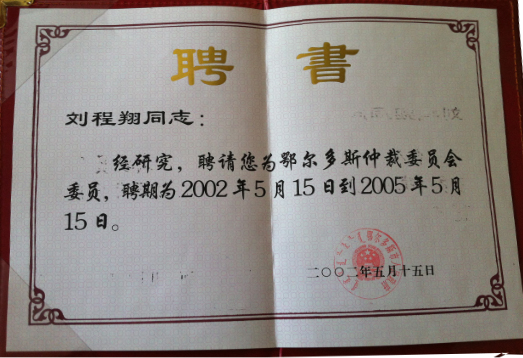 聘 书
刘程翔同志:
经研究,聘请您为鄂尔多斯仲裁委员会
委员,聘期为2002年5月15日到2005年5月
15日。
二〇〇二年五月十五日